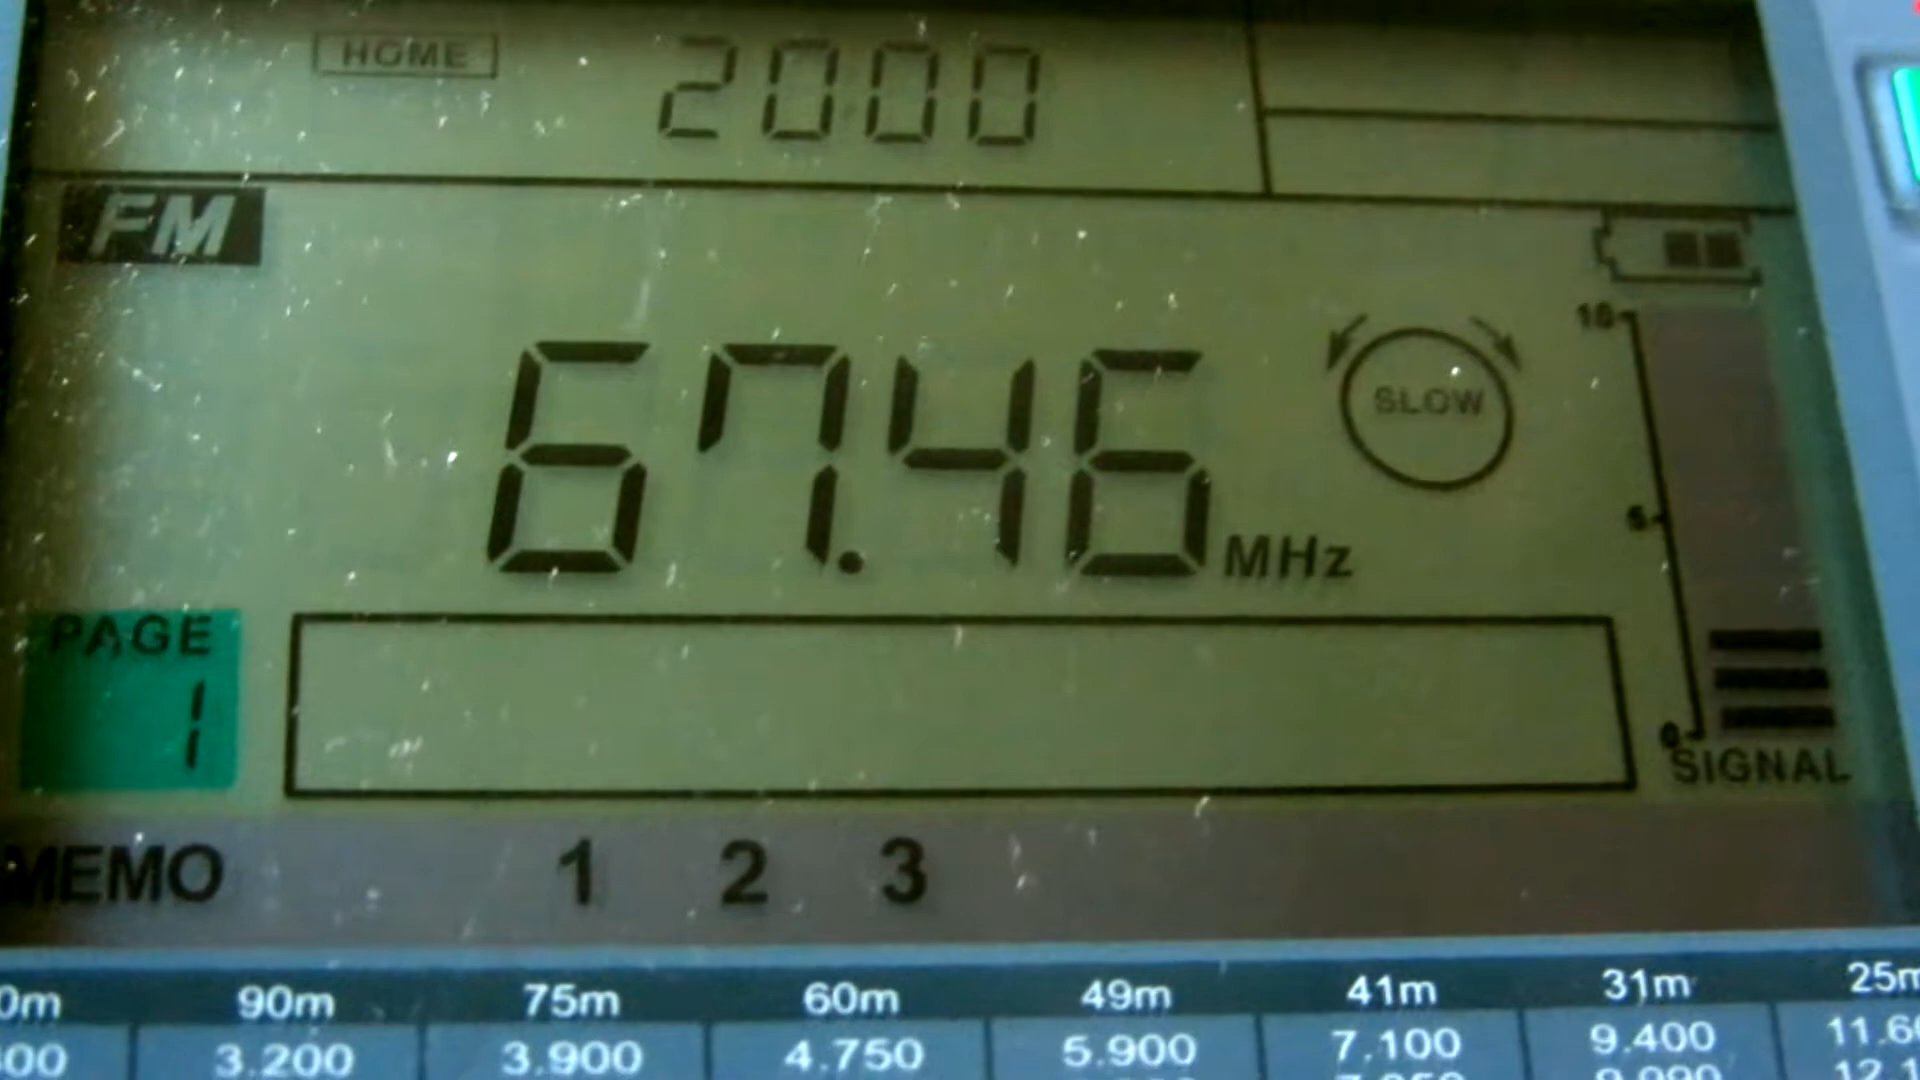 HOME 2000
FM
10
67.46 MHz
SLOW
5
PAGE
1
0
SIGNAL
MEMO 1 2 3
90m 75m 60m 49m 41m 31m 25m
3.200 3.900 4.750 5.900 7.100 9.400